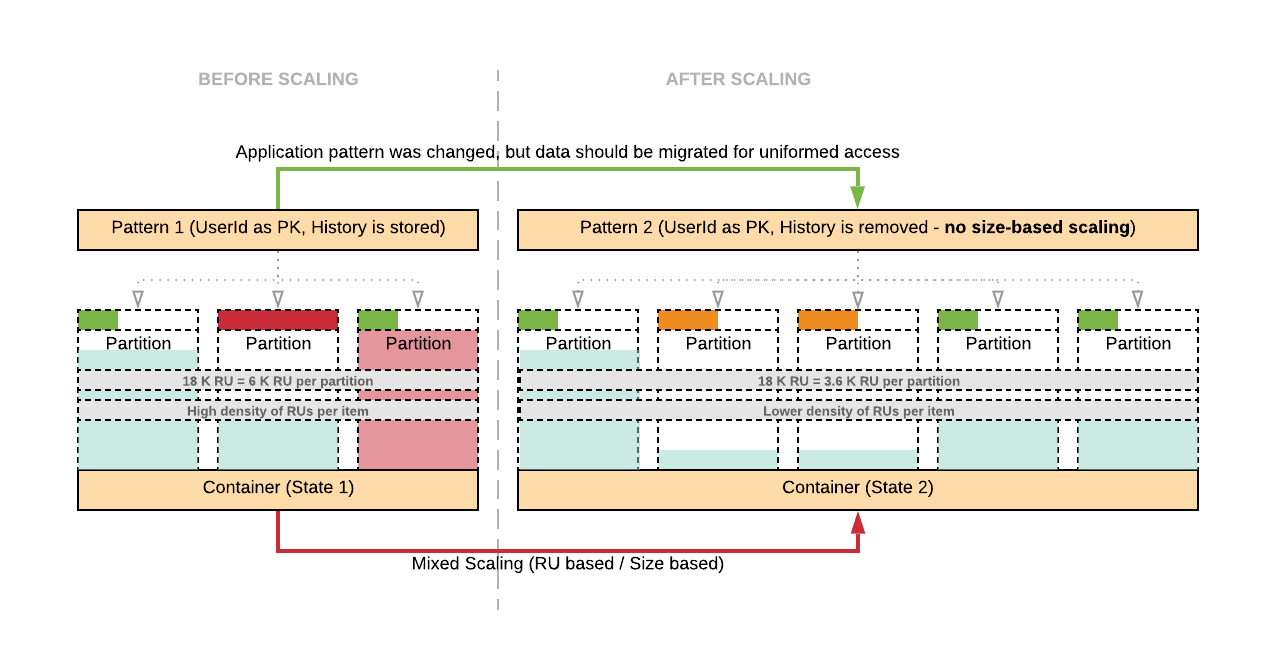 BEFORE SCALING
AFTER SCALING
Application pattern was changed, but data should be migrated for uniformed access
Pattern 1 (UserId as PK, History is stored)
Pattern 2 (UserId as PK, History is removed - no size-based scaling)
Partition
Partition
Partition
Partition
Partition
Partition
Partition
Partition
18 K RU = 6 K RU per partition
18 K RU = 3.6 K RU per partition
High density of RUs per item
Lower density of RUs per item
Container (State 1)
Container (State 2)
Mixed Scaling (RU based / Size based)